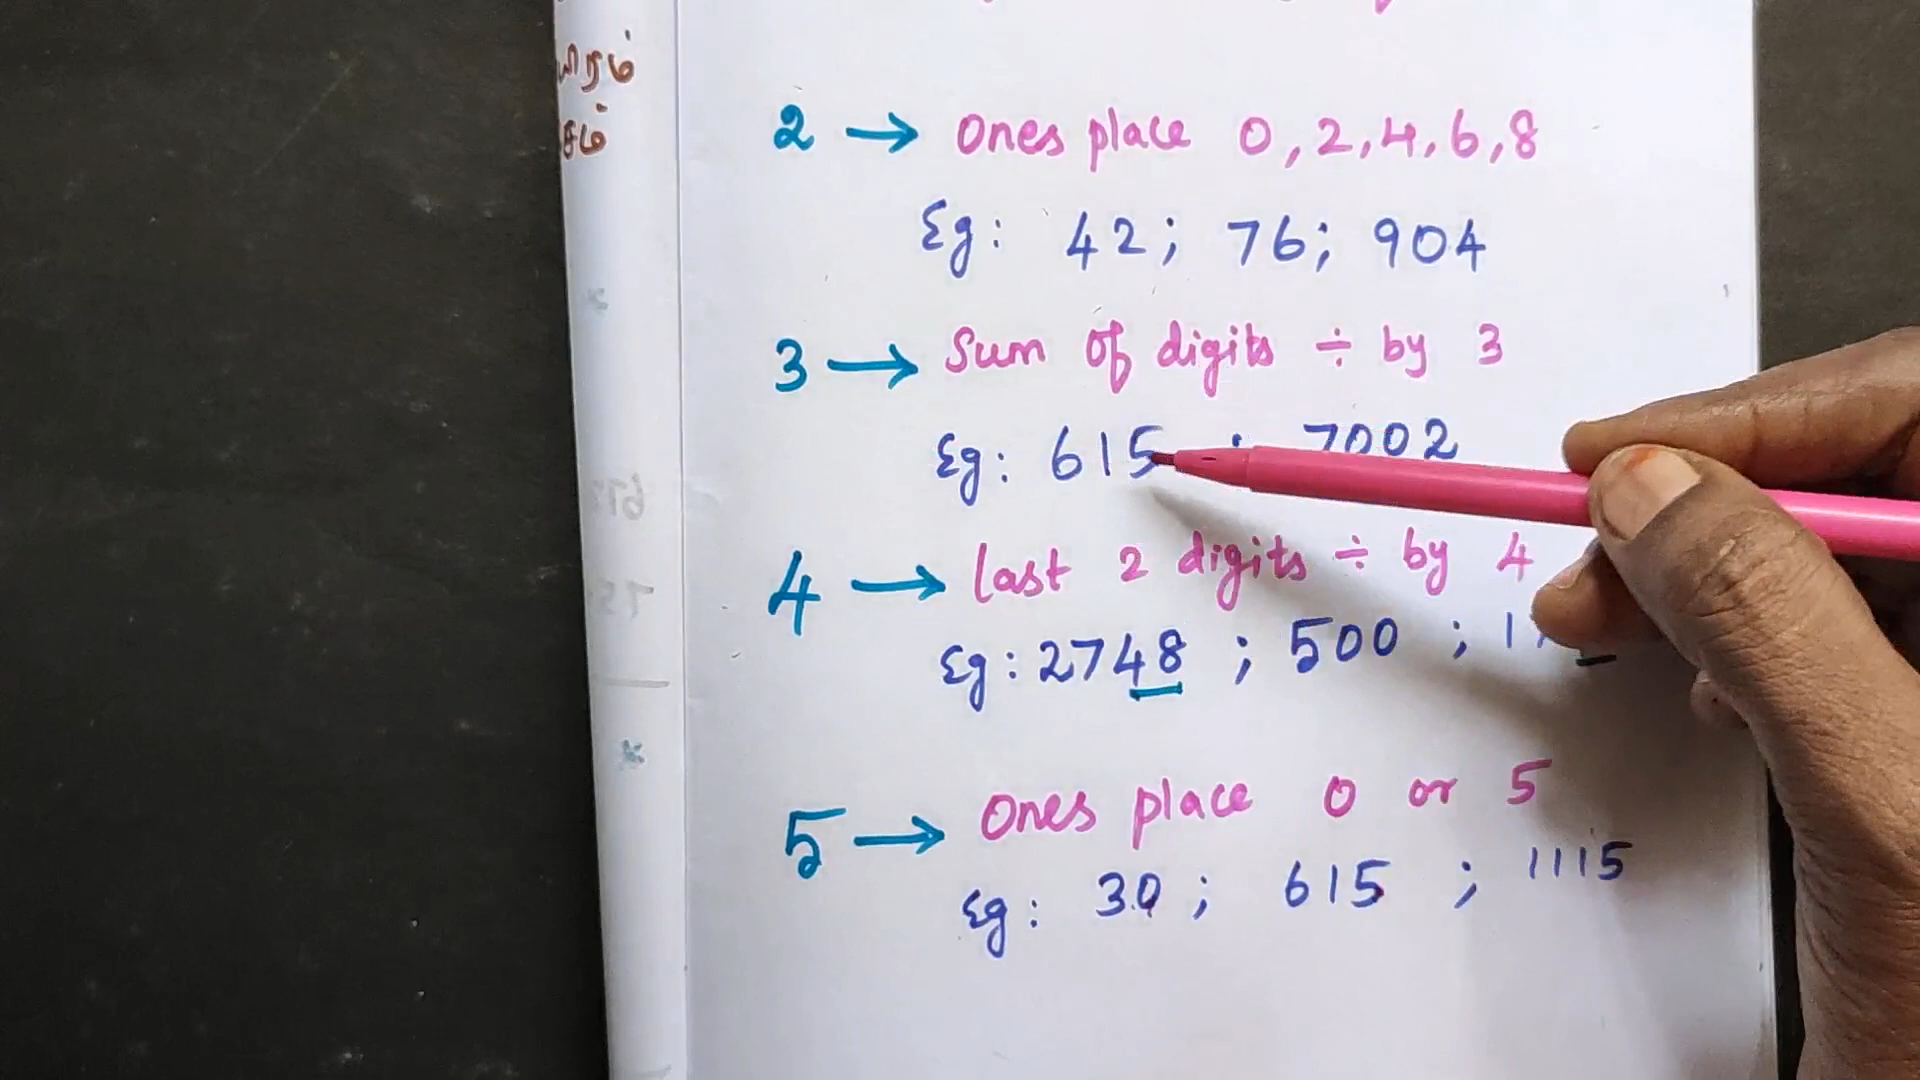 2 → Ones place 0,2,4,6,8
Eg: 42; 76; 904
3 → Sum of digits ÷ by 3
Eg: 615 ; 7002
4 → last 2 digits ÷ by 4
Eg: 2748 ; 500 ;
5 → Ones place 0 or 5
Eg: 30 ; 615 ; 1115